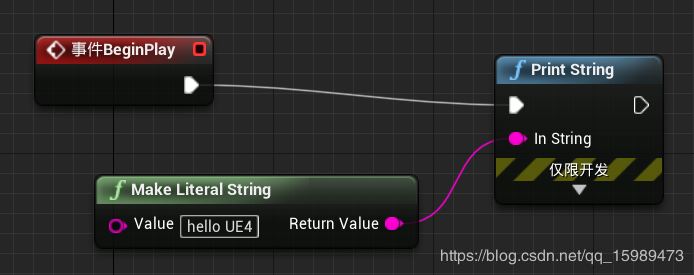 事件BeginPlay
f Print String
In String
仅限开发
f Make Literal String
Value hello UE4 Return Value
https://blog.csdn.net/qq_15989473